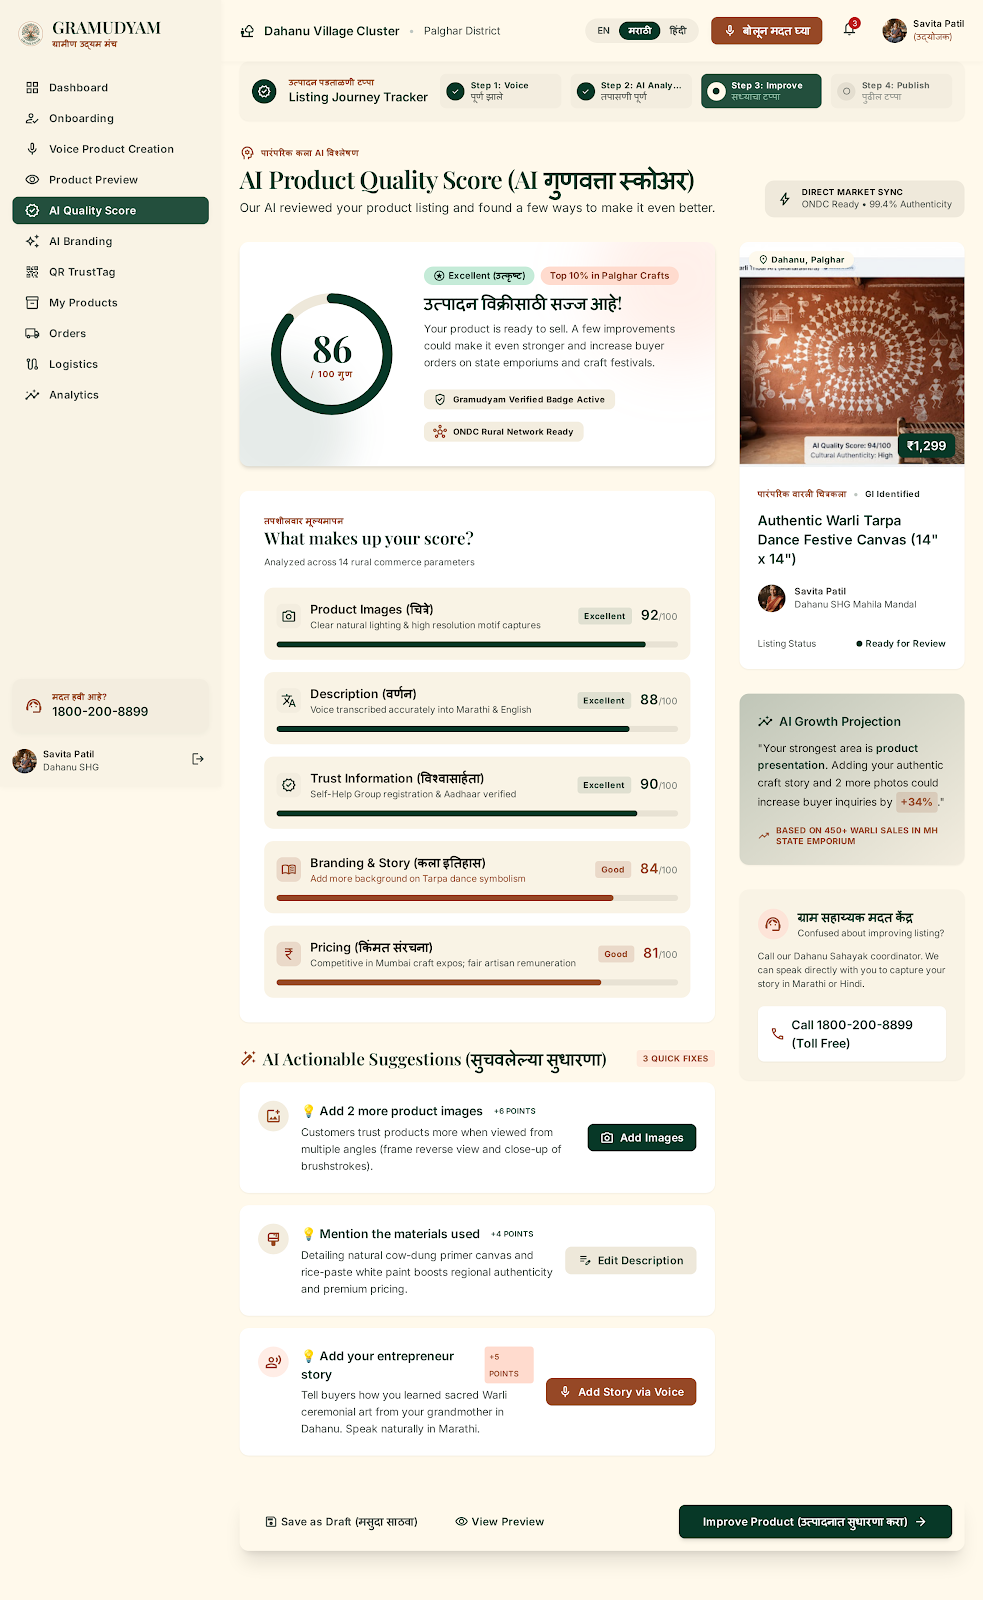 GRAMUDYAM
ग्रामीण उद्यम मंच
Dashboard
Onboarding
Voice Product Creation
Product Preview
AI Quality Score
AI Branding
QR TrustTag
My Products
Orders
Logistics
Analytics
मदत हवी आहे?
1800-200-8899
Savita Patil
Dahanu SHG
Dahanu Village Cluster • Palghar District
EN मराठी हिंदी
बोलून मदत घ्या
3
Savita Patil
(उद्योजक)
उत्पादन पडताळणी टप्पा
Listing Journey Tracker
Step 1: Voice
पूर्ण झाले
Step 2: AI Analy...
तपासणी पूर्ण
Step 3: Improve
सध्याचा टप्पा
Step 4: Publish
पुढील टप्पा
पारंपरिक कला AI विश्लेषण
AI Product Quality Score (AI गुणवत्ता स्कोअर)
Our AI reviewed your product listing and found a few ways to make it even better.
DIRECT MARKET SYNC
ONDC Ready • 99.4% Authenticity
86
/ 100 गुण
Excellent (उत्कृष्ट)
Top 10% in Palghar Crafts
उत्पादन विक्रीसाठी सज्ज आहे!
Your product is ready to sell. A few improvements
could make it even stronger and increase buyer
orders on state emporiums and craft festivals.
Gramudyam Verified Badge Active
ONDC Rural Network Ready
तपशीलवार मूल्यमापन
What makes up your score?
Analyzed across 14 rural commerce parameters
Product Images (चित्रे)
Clear natural lighting & high resolution motif captures
Excellent 92/100
Description (वर्णन)
Voice transcribed accurately into Marathi & English
Excellent 88/100
Trust Information (विश्वासार्हता)
Self-Help Group registration & Aadhaar verified
Excellent 90/100
Branding & Story (कला इतिहास)
Add more background on Tarpa dance symbolism
Good 84/100
Pricing (किंमत संरचना)
Competitive in Mumbai craft expos; fair artisan remuneration
Good 81/100
AI Actionable Suggestions (सुचवलेल्या सुधारणा)
3 QUICK FIXES
💡 Add 2 more product images +6 POINTS
Customers trust products more when viewed from
multiple angles (frame reverse view and close-up of
brushstrokes).
Add Images
💡 Mention the materials used +4 POINTS
Detailing natural cow-dung primer canvas and
rice-paste white paint boosts regional authenticity
and premium pricing.
Edit Description
💡 Add your entrepreneur
story
+5
POINTS
Tell buyers how you learned sacred Warli
ceremonial art from your grandmother in
Dahanu. Speak naturally in Marathi.
Add Story via Voice
Dahanu, Palghar
AI Quality Score: 94/100
Cultural Authenticity: High
₹1,299
पारंपरिक वारली चित्रकला • GI Identified
Authentic Warli Tarpa
Dance Festive Canvas (14"
x 14")
Savita Patil
Dahanu SHG Mahila Mandal
Listing Status
Ready for Review
AI Growth Projection
"Your strongest area is product
presentation. Adding your authentic
craft story and 2 more photos could
increase buyer inquiries by +34% ."
BASED ON 450+ WARLI SALES IN MH
STATE EMPORIUM
ग्राम सहाय्यक मदत केंद्र
Confused about improving listing?
Call our Dahanu Sahayak coordinator. We
can speak directly with you to capture your
story in Marathi or Hindi.
Call 1800-200-8899
(Toll Free)
Save as Draft (मसुदा साठवा)
View Preview
Improve Product (उत्पादनात सुधारणा करा)